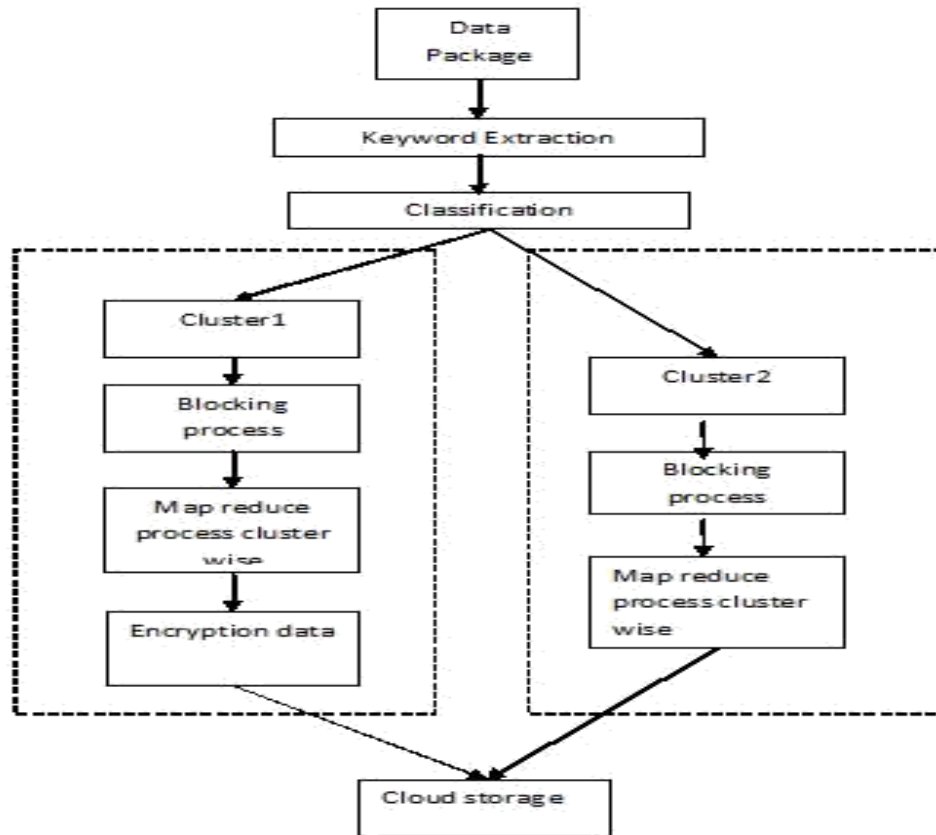 Data
Package
Keyword Extraction
Classification
Cluster1
Blocking
process
Map reduce
process cluster
wise
Encryption data
Cluster2
Blocking
process
Map reduce
process cluster
wise
Cloud storage